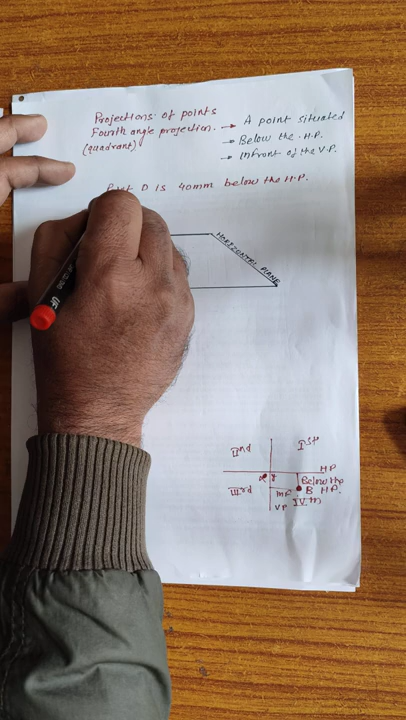 Projections of points
Fourth angle projection. → A point situated
(quadrant) → Below the H.P.
→ Infront of the V.P.
D is 40mm below the H.P.
HORIZONTAL PLANE
IInd Ist
H.P
x y Below the
IIIrd B H.P.
VP IVth